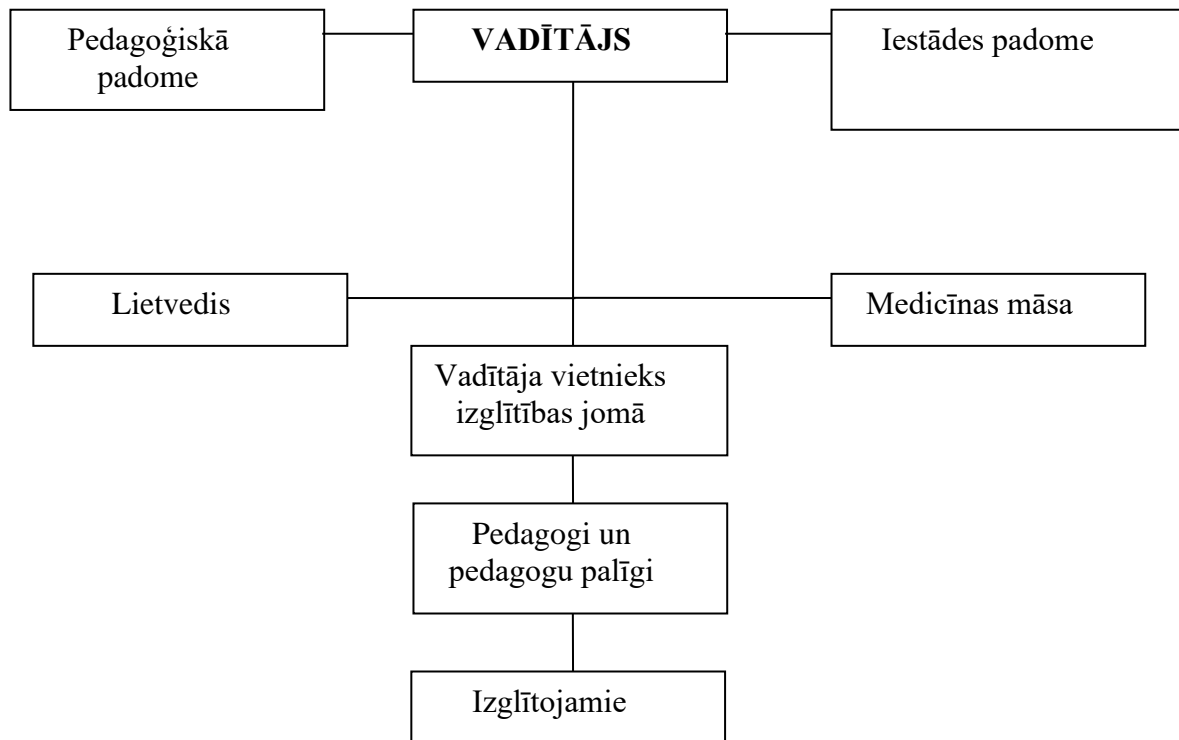 Pedagoģiskā
padome
VADĪTĀJS
Iestādes padome
Lietvedis
Medicīnas māsa
Vadītāja vietnieks
izglītības jomā
Pedagogi un
pedagogu palīgi
Izglītojamie